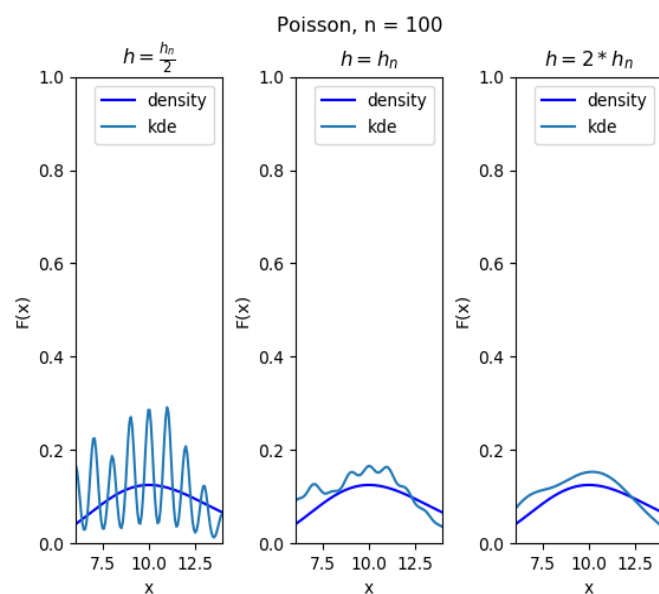 Poisson, n = 100
h = h_n/2
h = h_n
h = 2 * h_n
density
kde
density
kde
density
kde
1.0
0.8
0.6
0.4
0.2
0.0
F(x)
7.5 10.0 12.5
x
1.0
0.8
0.6
0.4
0.2
0.0
F(x)
7.5 10.0 12.5
x
1.0
0.8
0.6
0.4
0.2
0.0
F(x)
7.5 10.0 12.5
x